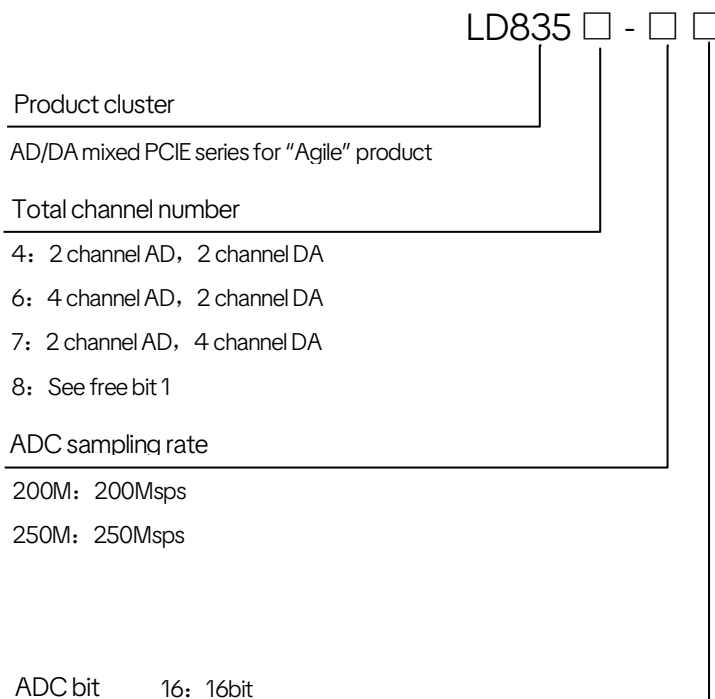 LD835 □ - □ □
Product cluster
AD/DA mixed PCIE series for “Agile” product
Total channel number
4：2 channel AD，2 channel DA
6：4 channel AD，2 channel DA
7：2 channel AD，4 channel DA
8：See free bit 1
ADC sampling rate
200M：200Msps
250M：250Msps
ADC bit 16：16bit